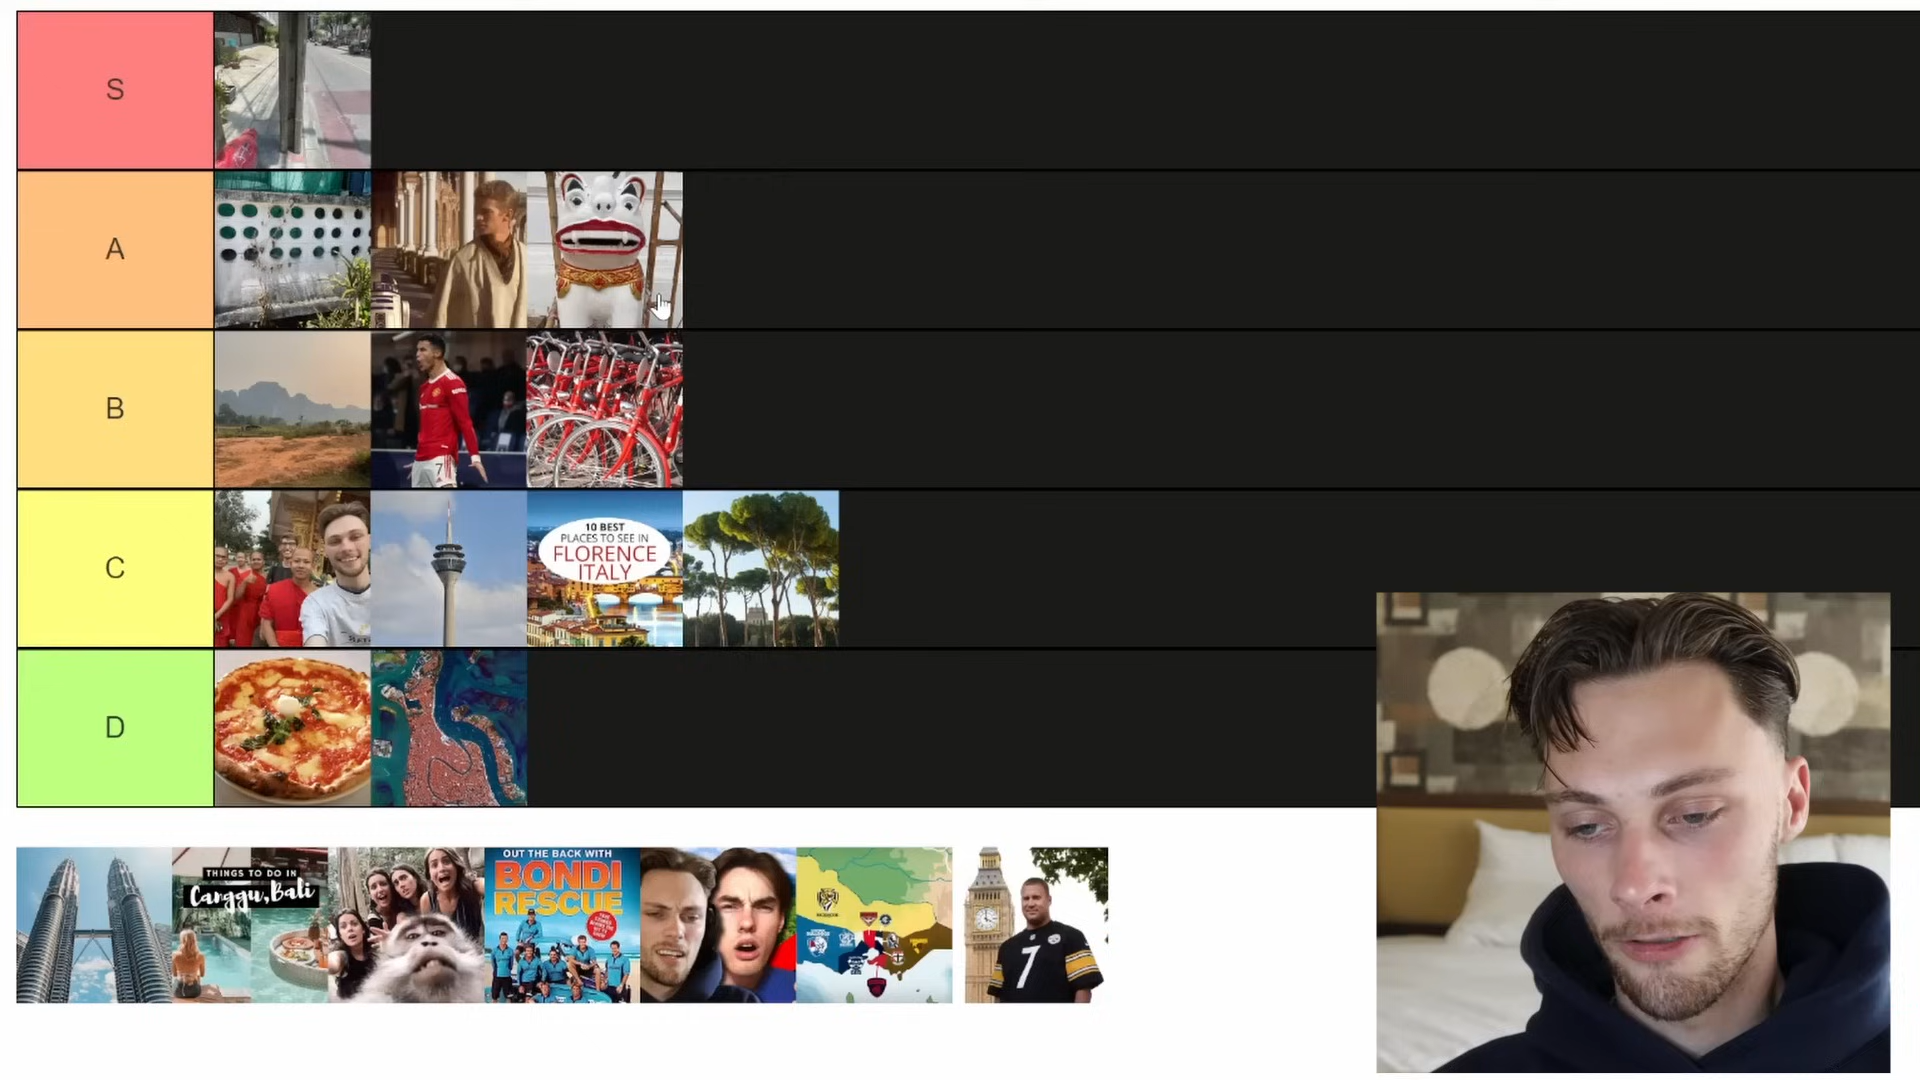 S
A
B
7
C
10 BEST
PLACES TO SEE IN
FLORENCE
ITALY
D
THINGS TO DO IN
Canggu, Bali
OUT THE BACK WITH
BONDI
RESCUE
7